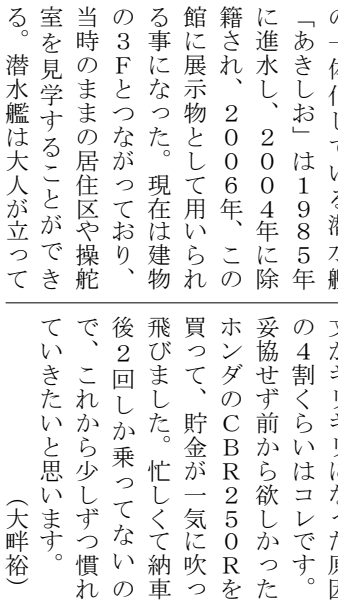 の一体化している潜水艦
「あきしお」は１９８５年
に進水し、２００４年に除
籍され、２００６年、この
館に展示物として用いられ
る事になった。現在は建物
の３Ｆとつながっており、
当時のままの居住区や操舵
室を見学することができ
る。潜水艦は大人が立って
文がギリギリになった原因
の４割くらいはコレです。
妥協せず前から欲しかった
ホンダのＣＢＲ２５０Ｒを
買って、貯金が一気に吹っ
飛びました。忙しくて納車
後２回しか乗ってないの
で、これから少しずつ慣れ
ていきたいと思います。
（大畔裕）